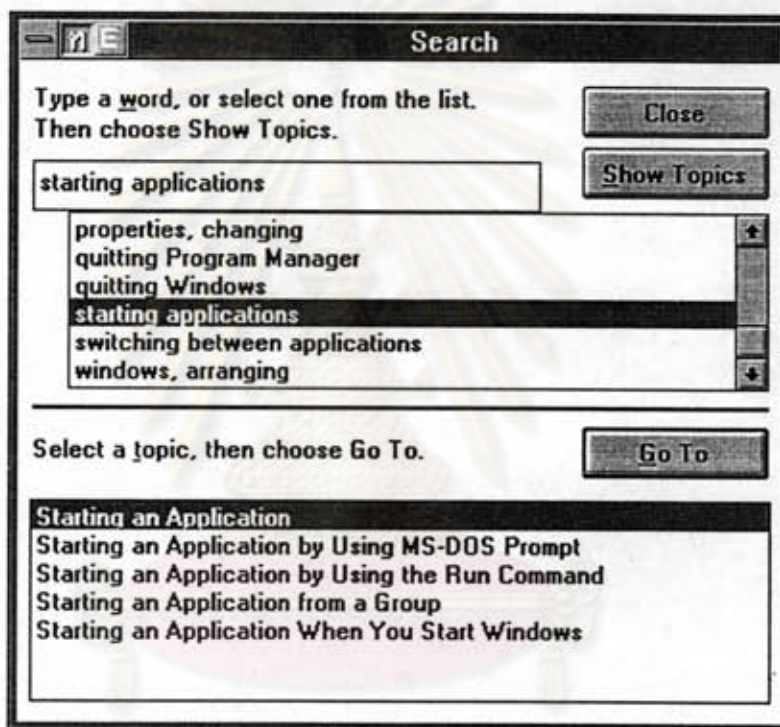 Search
Type a word, or select one from the list.
Then choose Show Topics.
Close
Show Topics
starting applications
properties, changing
quitting Program Manager
quitting Windows
starting applications
switching between applications
windows, arranging
Select a topic, then choose Go To.
Go To
Starting an Application
Starting an Application by Using MS-DOS Prompt
Starting an Application by Using the Run Command
Starting an Application from a Group
Starting an Application When You Start Windows